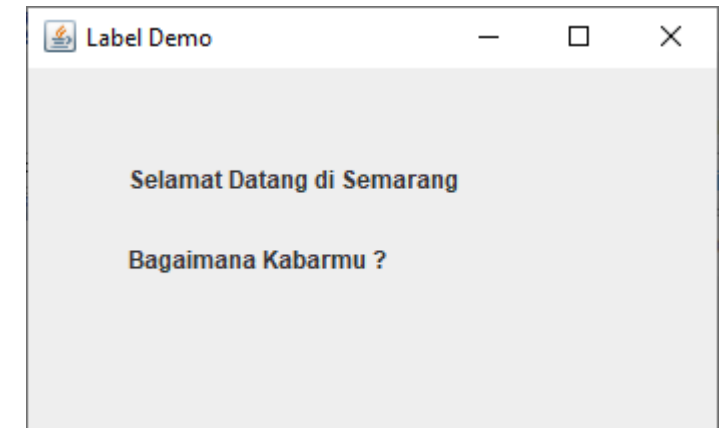 Label Demo
Selamat Datang di Semarang
Bagaimana Kabarmu ?